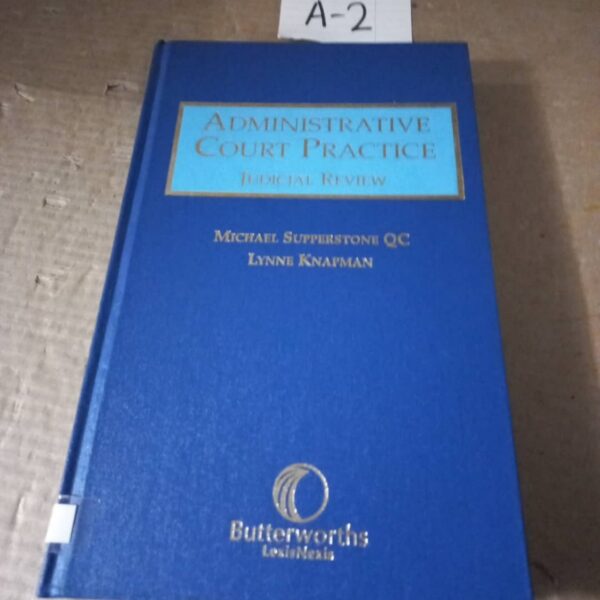 A-2
ADMINISTRATIVE
COURT PRACTICE
JUDICIAL REVIEW
MICHAEL SUPPERSTONE QC
LYNNE KNAPMAN
Butterworths
LexisNexis